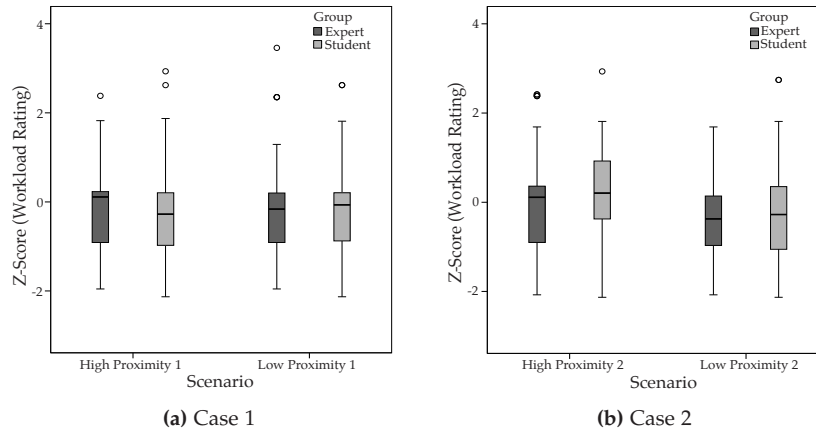 Group
Expert
Student
4
2
0
-2
Z-Score (Workload Rating)
High Proximity 1
Low Proximity 1
Scenario
(a) Case 1
Group
Expert
Student
4
2
0
-2
Z-Score (Workload Rating)
High Proximity 2
Low Proximity 2
Scenario
(b) Case 2